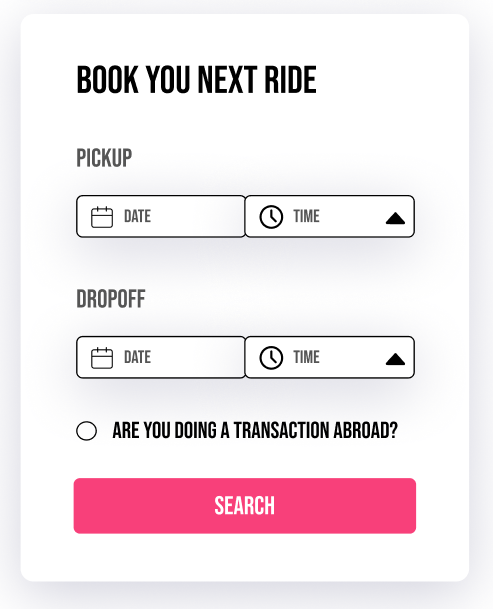 BOOK YOU NEXT RIDE
PICKUP
DATE TIME
DROPOFF
DATE TIME
ARE YOU DOING A TRANSACTION ABROAD?
SEARCH